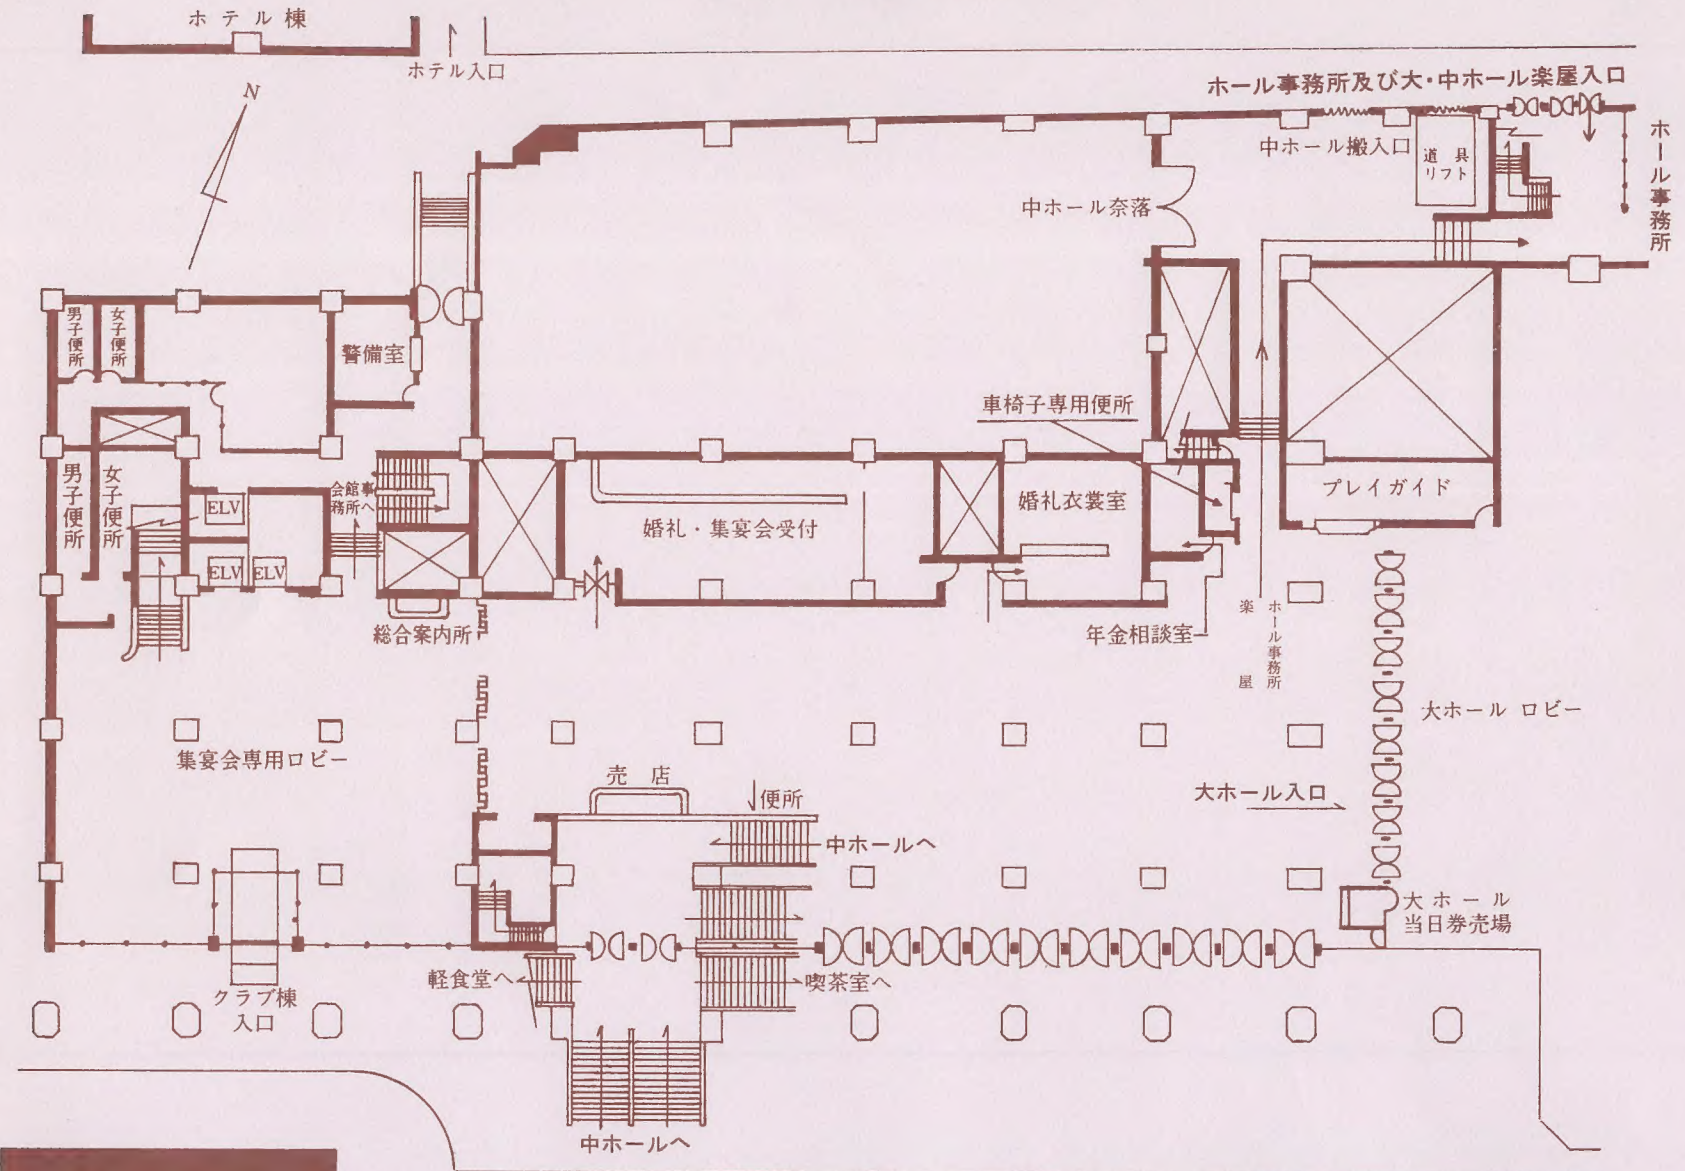 ホテル棟
ホテル入口
N
ホール事務所及び大・中ホール楽屋入口
中ホール搬入口
道具
リフト
ホール事務所
中ホール奈落
男子便所
女子便所
警備室
車椅子専用便所
男子便所
女子便所
ELV
ELV
ELV
会館事
務所へ
婚礼・集宴会受付
婚礼衣裳室
プレイガイド
総合案内所
年金相談室
楽屋
ホール事務所
大ホール ロビー
集宴会専用ロビー
売店
便所
大ホール入口
中ホールへ
大ホール
当日券売場
軽食堂へ
喫茶室へ
クラブ棟
入口
中ホールへ